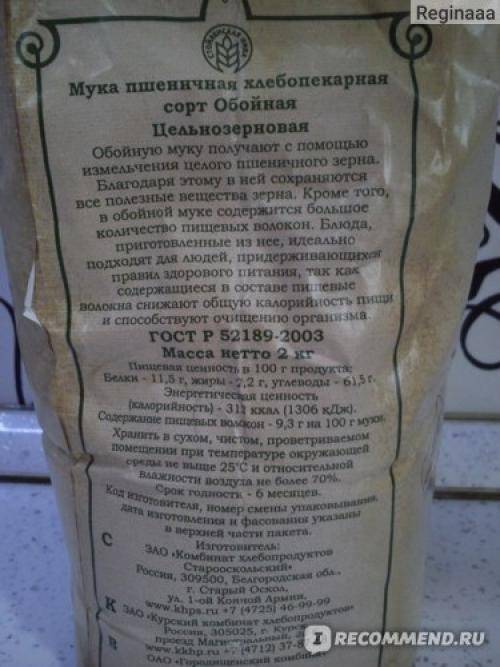 Reginaaa
СТОЙЛЕНСКАЯ НИВА
Мука пшеничная хлебопекарная
сорт Обойная
Цельнозерновая
Обойную муку получают с помощью
измельчения целого пшеничного зерна.
Благодаря этому в ней сохраняются
все полезные вещества зерна. Кроме того,
в обойной муке содержится большое
количество пищевых волокон. Блюда,
приготовленные из нее, идеально
подходят для людей, придерживающихся
правил здорового питания, так как
содержащиеся в составе пищевые
волокна снижают общую калорийность пищи
и способствуют очищению организма.
ГОСТ Р 52189-2003
Масса нетто 2 кг
Пищевая ценность в 100 г продукта:
Белки - 11,5 г, жиры - 2,2 г, углеводы - 61,5г.
Энергетическая ценность
(калорийность) - 312 ккал (1306 кДж).
Содержание пищевых волокон - 9,3 г на 100 г муки.
Хранить в сухом, чистом, проветриваемом
помещении при температуре окружающей
среды не выше 25°С и относительной
влажности воздуха не более 70%.
Срок годность - 6 месяцев.
Код изготовителя, номер смены упаковывания,
дата изготовления и фасования указаны
в верхней части пакета.
Изготовитель:
С ЗАО «Комбинат хлебопродуктов
Старооскольский»
Россия, 309500, Белгородская обл.,
г. Старый Оскол,
ул. 1-ой Конной Армии,
www.khps.ru +7 (4725) 46-99-99
К ЗАО «Курский комбинат хлебопродуктов»
Россия, 305025, г. Курск,
проезд Магистральный,
www.kkhp.ru +7 (4712) 37-8
В ОАО «Городищенский комбинат
IRECOMMEND.RU